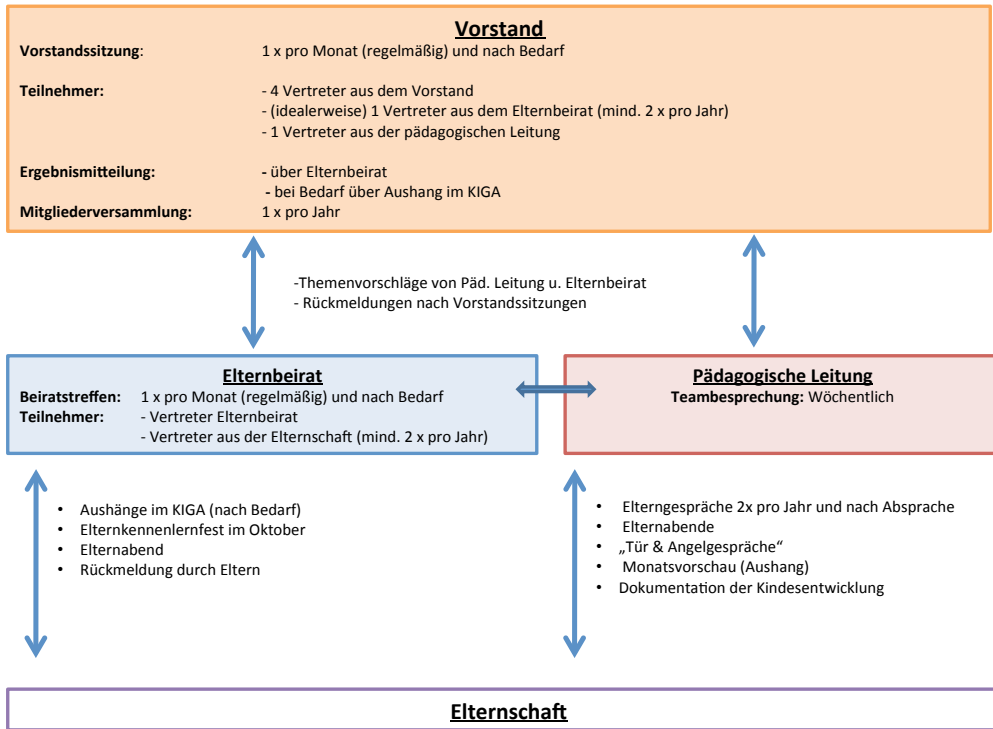 Vorstand
Vorstandssitzung: 1 x pro Monat (regelmäßig) und nach Bedarf
Teilnehmer: - 4 Vertreter aus dem Vorstand
- (idealerweise) 1 Vertreter aus dem Elternbeirat (mind. 2 x pro Jahr)
- 1 Vertreter aus der pädagogischen Leitung
Ergebnismitteilung: - über Elternbeirat
- bei Bedarf über Aushang im KIGA
Mitgliederversammlung: 1 x pro Jahr
-Themenvorschläge von Päd. Leitung u. Elternbeirat
- Rückmeldungen nach Vorstandssitzungen
Elternbeirat
Beiratstreffen: 1 x pro Monat (regelmäßig) und nach Bedarf
Teilnehmer: - Vertreter Elternbeirat
- Vertreter aus der Elternschaft (mind. 2 x pro Jahr)
Pädagogische Leitung
Teambesprechung: Wöchentlich
• Aushänge im KIGA (nach Bedarf)
• Elternkennenlernfest im Oktober
• Elternabend
• Rückmeldung durch Eltern
• Elterngespräche 2x pro Jahr und nach Absprache
• Elternabende
• „Tür & Angelgespräche“
• Monatsvorschau (Aushang)
• Dokumentation der Kindesentwicklung
Elternschaft